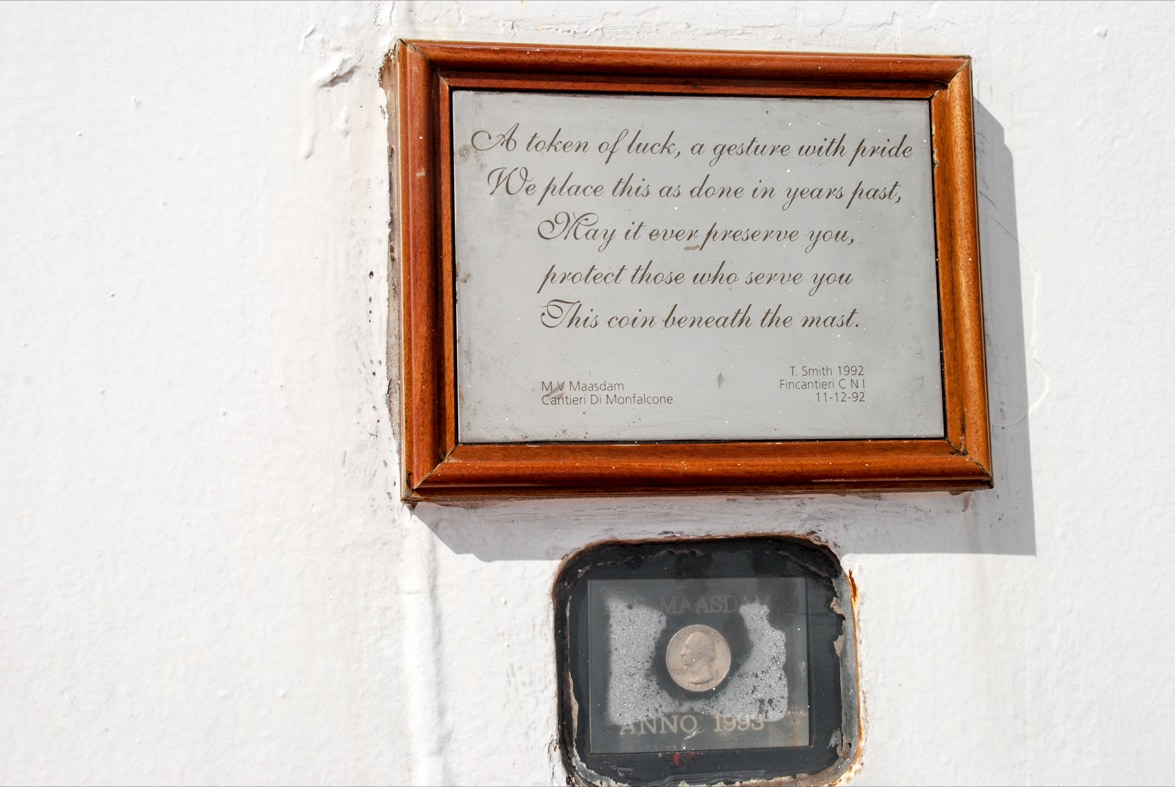 A token of luck, a gesture with pride
We place this as done in years past,
May it ever preserve you,
protect those who serve you
This coin beneath the mast.
M V Maasdam
Cantieri Di Monfalcone
T. Smith 1992
Fincantieri C N I
11-12-92
MAASDAM
ANNO 1993